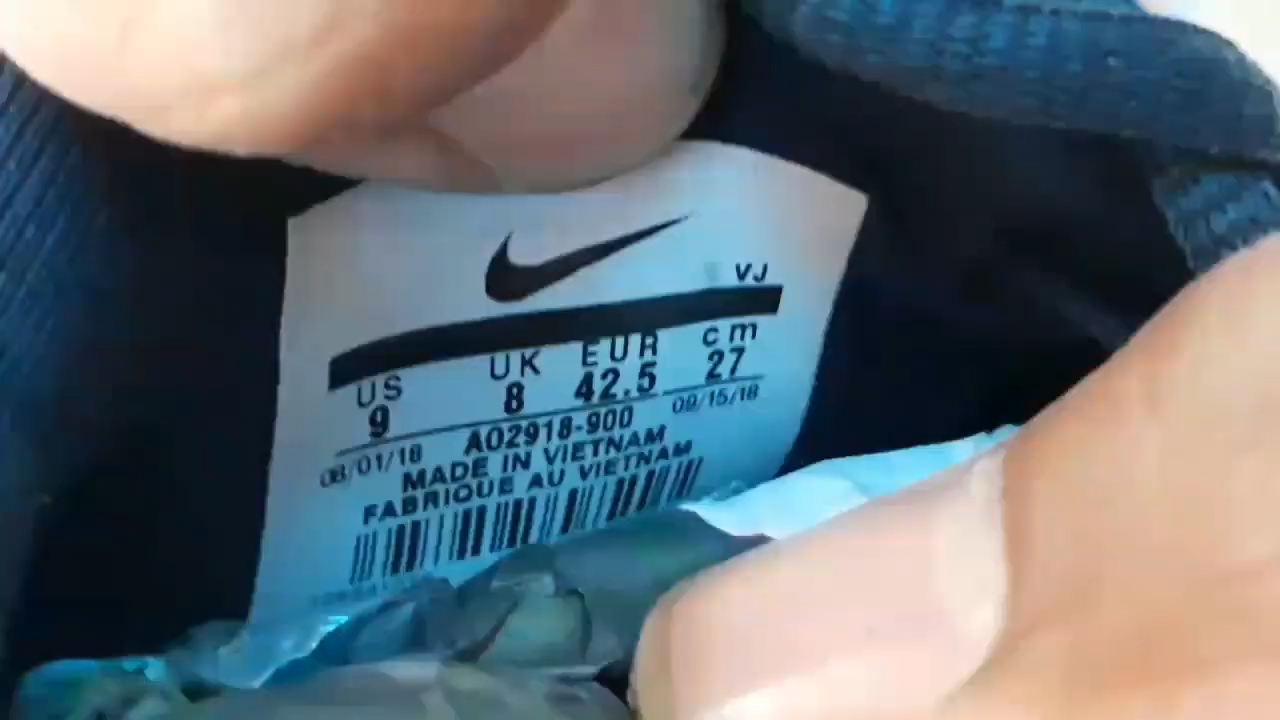 VJ
US UK EUR cm
9 8 42.5 27
08/01/18 AO2918-900 09/15/18
MADE IN VIETNAM
FABRIQUE AU VIETNAM